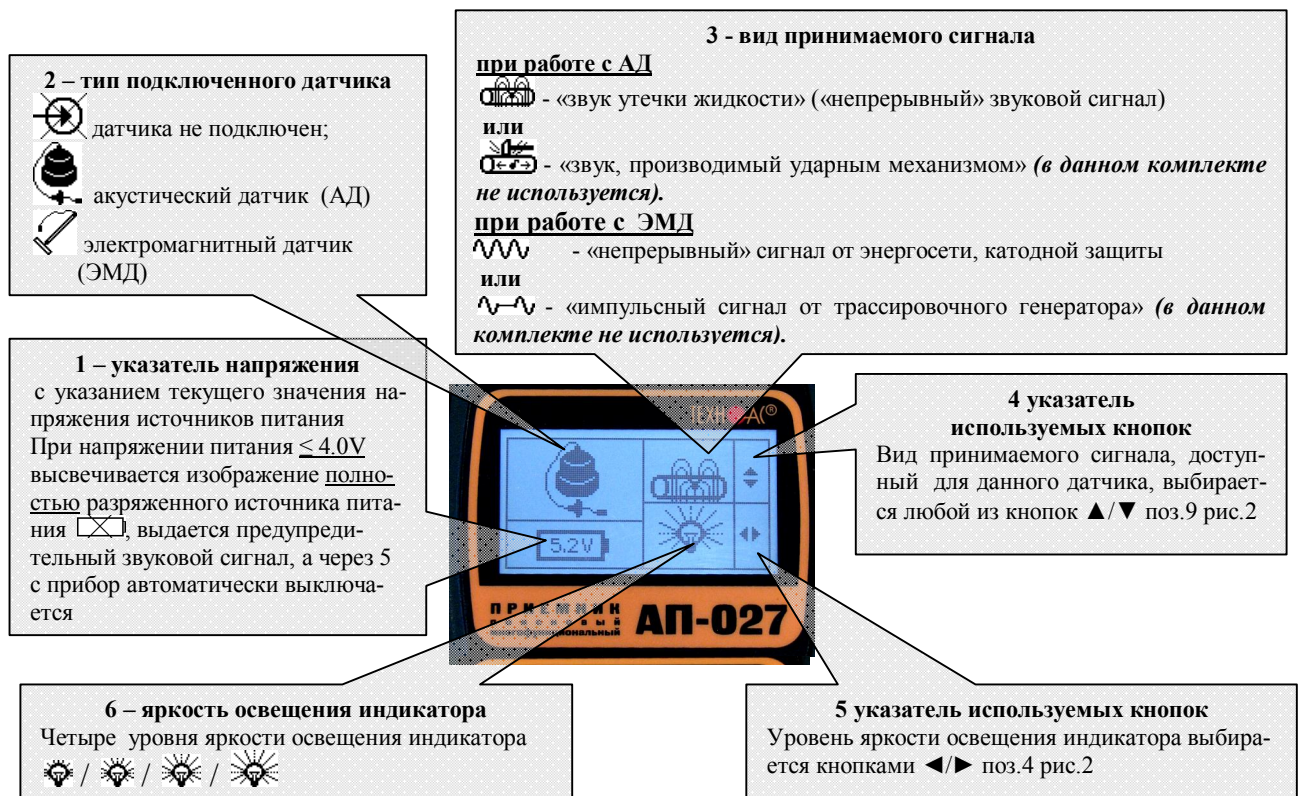 3 - вид принимаемого сигнала
при работе с АД
- «звук утечки жидкости» («непрерывный» звуковой сигнал)
или
- «звук, производимый ударным механизмом» (в данном комплекте
не используется).
при работе с ЭМД
- «непрерывный» сигнал от энергосети, катодной защиты
или
- «импульсный сигнал от трассировочного генератора» (в данном
комплекте не используется).
2 – тип подключенного датчика
датчика не подключен;
акустический датчик (АД)
электромагнитный датчик
(ЭМД)
1 – указатель напряжения
с указанием текущего значения на-
пряжения источников питания
При напряжении питания ≤ 4.0V
высвечивается изображение полно-
стью разряженного источника пита-
ния , выдается предупреди-
тельный звуковой сигнал, а через 5
с прибор автоматически выключа-
ется
ТЕХНО-АС®
5.2V
ПРИЕМНИК
поисковый
многофункциональный
АП-027
4 указатель
используемых кнопок
Вид принимаемого сигнала, доступ-
ный для данного датчика, выбирает-
ся любой из кнопок ▲/▼ поз.9 рис.2
6 – яркость освещения индикатора
Четыре уровня яркости освещения индикатора
/ / /
5 указатель используемых кнопок
Уровень яркости освещения индикатора выбира-
ется кнопками ◄/► поз.4 рис.2